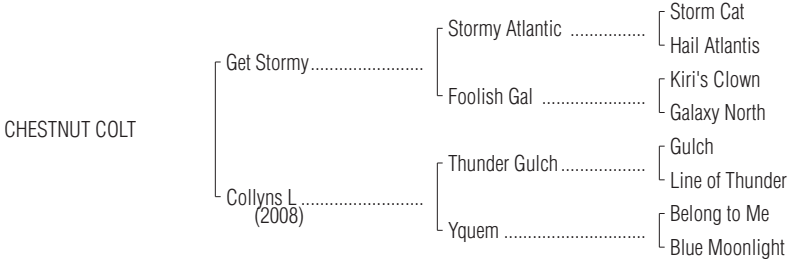 Storm Cat
Stormy Atlantic ................
Hail Atlantis
Get Stormy........................
Kiri's Clown
Foolish Gal ......................
Galaxy North
CHESTNUT COLT
Gulch
Thunder Gulch..................
Line of Thunder
Collyns L ..........................
(2008)
Belong to Me
Yquem ..............................
Blue Moonlight